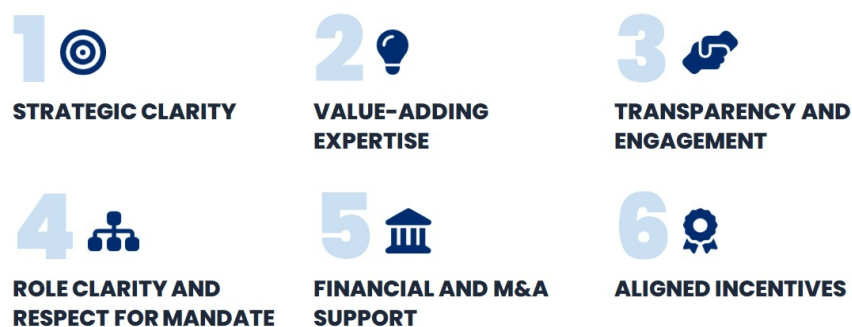 1
STRATEGIC CLARITY
2
VALUE-ADDING
EXPERTISE
3
TRANSPARENCY AND
ENGAGEMENT
4
ROLE CLARITY AND
RESPECT FOR MANDATE
5
FINANCIAL AND M&A
SUPPORT
6
ALIGNED INCENTIVES